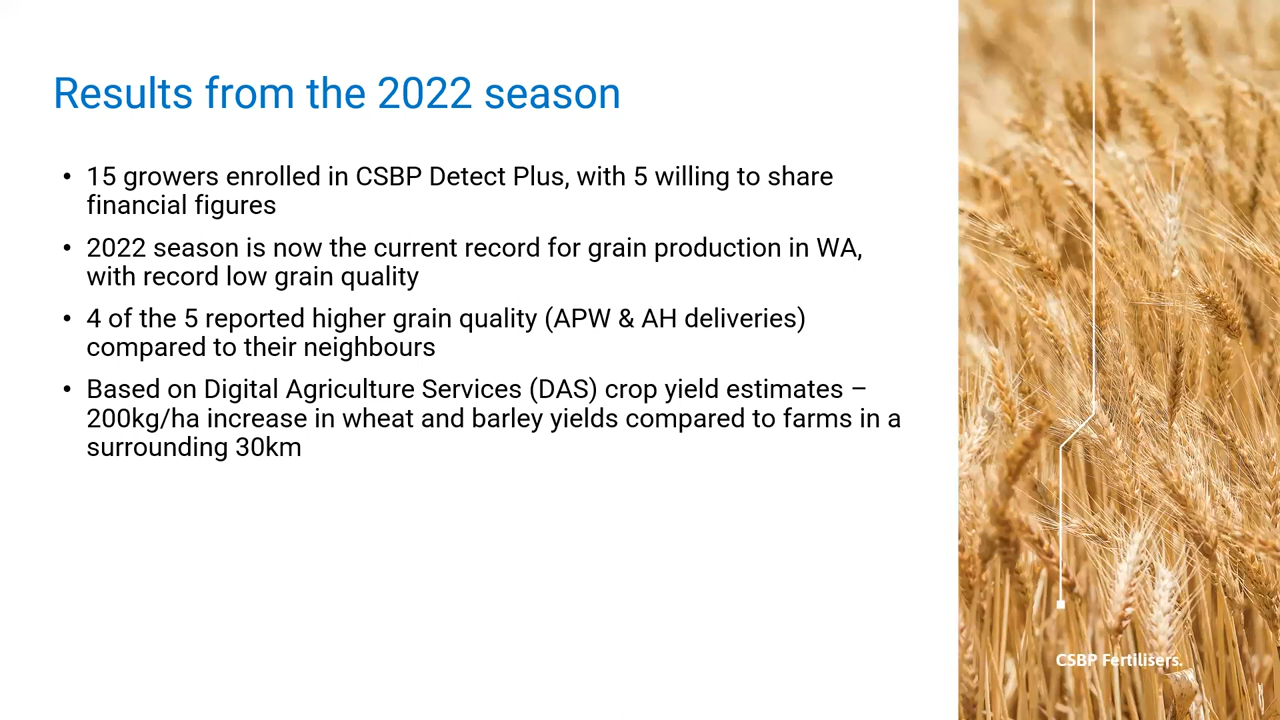 Results from the 2022 season
• 15 growers enrolled in CSBP Detect Plus, with 5 willing to share
financial figures
• 2022 season is now the current record for grain production in WA,
with record low grain quality
• 4 of the 5 reported higher grain quality (APW & AH deliveries)
compared to their neighbours
• Based on Digital Agriculture Services (DAS) crop yield estimates –
200kg/ha increase in wheat and barley yields compared to farms in a
surrounding 30km
CSBP Fertilisers.